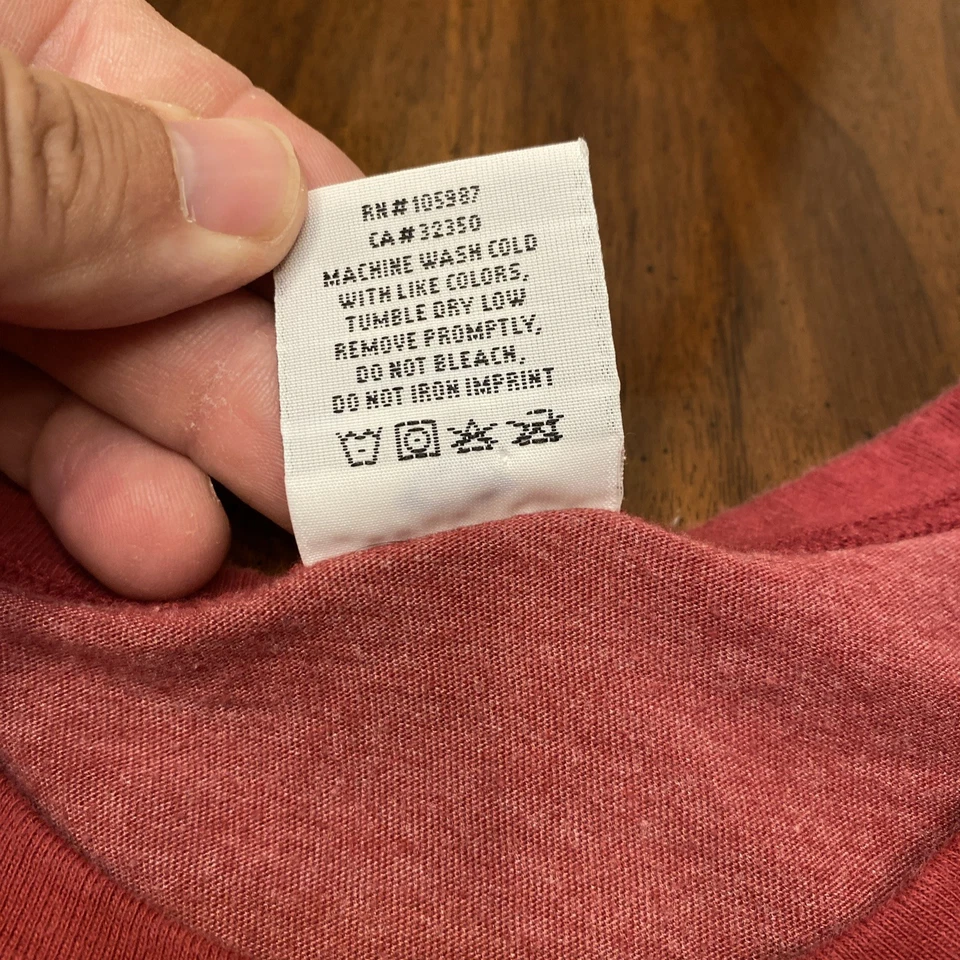 RN#105987
CA#32350
MACHINE WASH COLD
WITH LIKE COLORS,
TUMBLE DRY LOW
REMOVE PROMPTLY,
DO NOT BLEACH,
DO NOT IRON IMPRINT